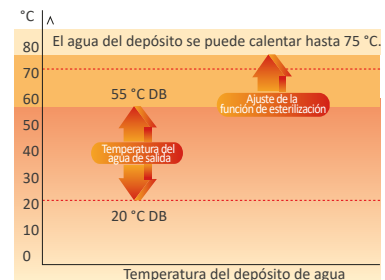 °C
El agua del depósito se puede calentar hasta 75 °C.
80
70
60
50
40
30
20
10
0
55 °C DB
Ajuste de la
función de esterilización
Temperatura del
agua de salida
20 °C DB
Temperatura del depósito de agua